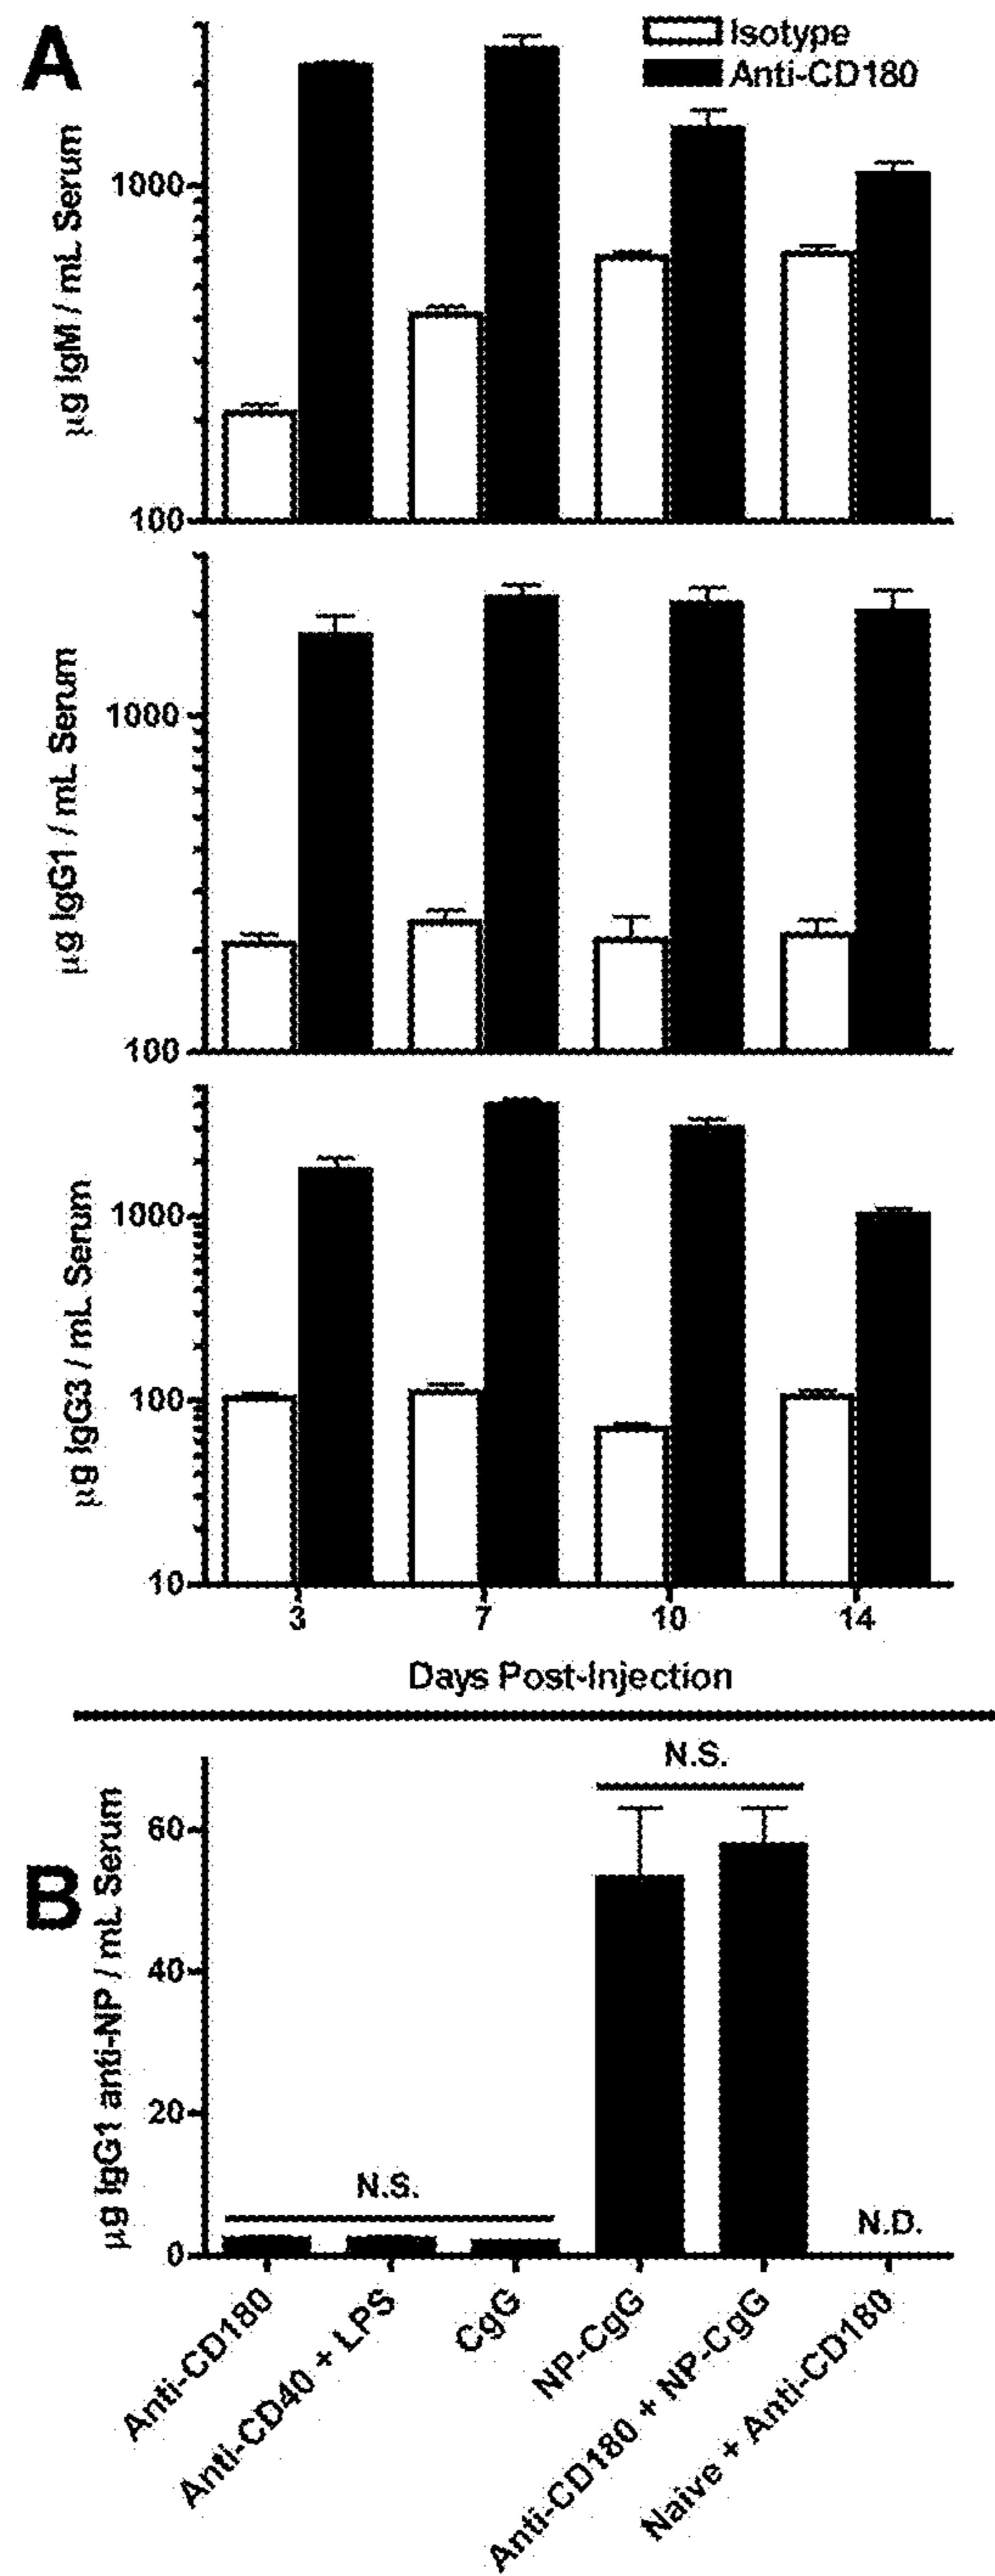 A
Isotype
Anti-CD180
µg IgM / mL Serum
1000
100
µg IgG1 / mL Serum
1000
100
µg IgG3 / mL Serum
1000
100
10
3 7 10 14
Days Post-Injection
B
µg IgG1 anti-NP / mL Serum
60
40
20
0
N.S.
N.S.
N.D.
Anti-CD180
Anti-CD40 + LPS
CgG
NP-CgG
Anti-CD180 + NP-CgG
Naïve + Anti-CD180